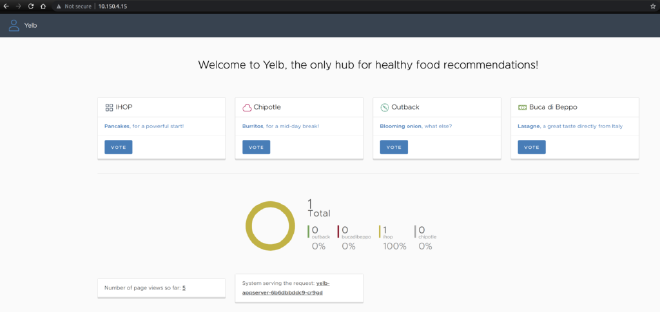 Not secure | 10.150.4.15
Yelb
Welcome to Yelb, the only hub for healthy food recommendations!
IHOP
Pancakes, for a powerful start!
VOTE
Chipotle
Burritos, for a mid-day break!
VOTE
Outback
Blooming onion, what else?
VOTE
Buca di Beppo
Lasagna, a great taste directly from Italy
VOTE
1
Total
0
outback
0%
0
bucadibeppo
0%
1
ihop
100%
0
chipotle
0%
Number of page views so far: 5
System serving the request: yelb-